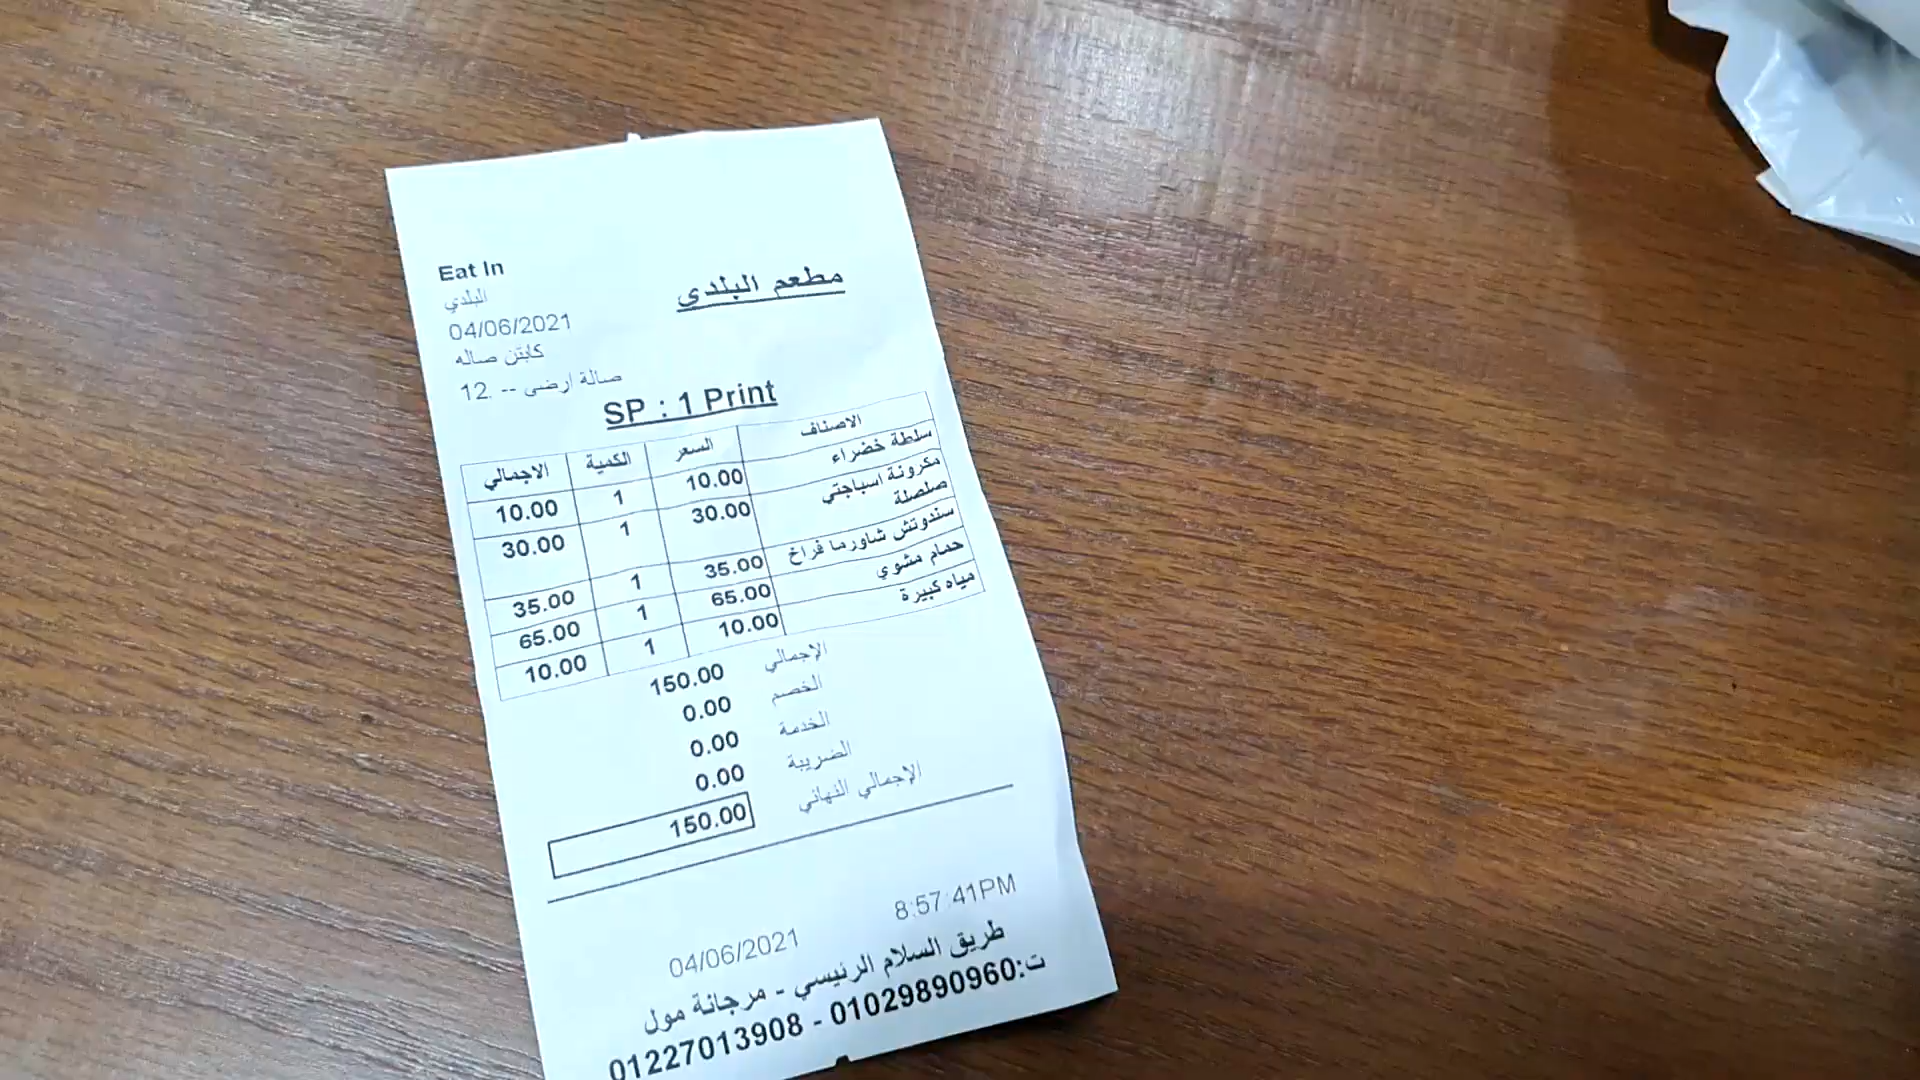 Eat In
مطعم البلدي
البلدي
04/06/2021
كابتن صاله
صالة ارضى -- 12.
SP : 1 Print
الاصناف السعر الكمية الاجمالي
سلطة خضراء 10.00 1 10.00
مكرونة اسباجتي 30.00 1 30.00
صلصلة
سندوتش شاورما فراخ 35.00 1 35.00
حمام مشوي 65.00 1 65.00
مياه كبيرة 10.00 1 10.00
الإجمالي 150.00
الخصم 0.00
الخدمة 0.00
الضريبة 0.00
الإجمالي النهائي 150.00
04/06/2021 8:57:41PM
طريق السلام الرئيسي - مرجانة مول
ت:01029890960 - 01227013908